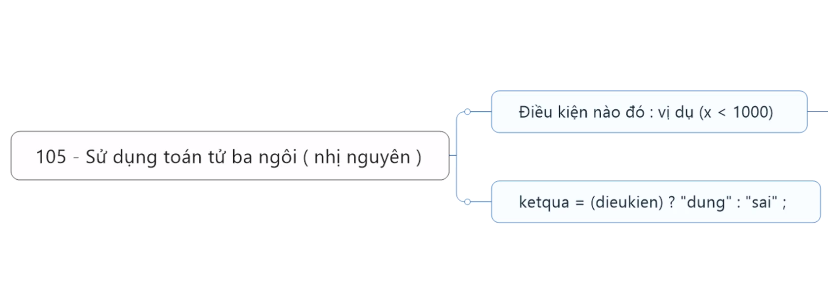 105 - Sử dụng toán tử ba ngôi ( nhị nguyên )
Điều kiện nào đó : vị dụ (x < 1000)
ketqua = (dieukien) ? "dung" : "sai" ;